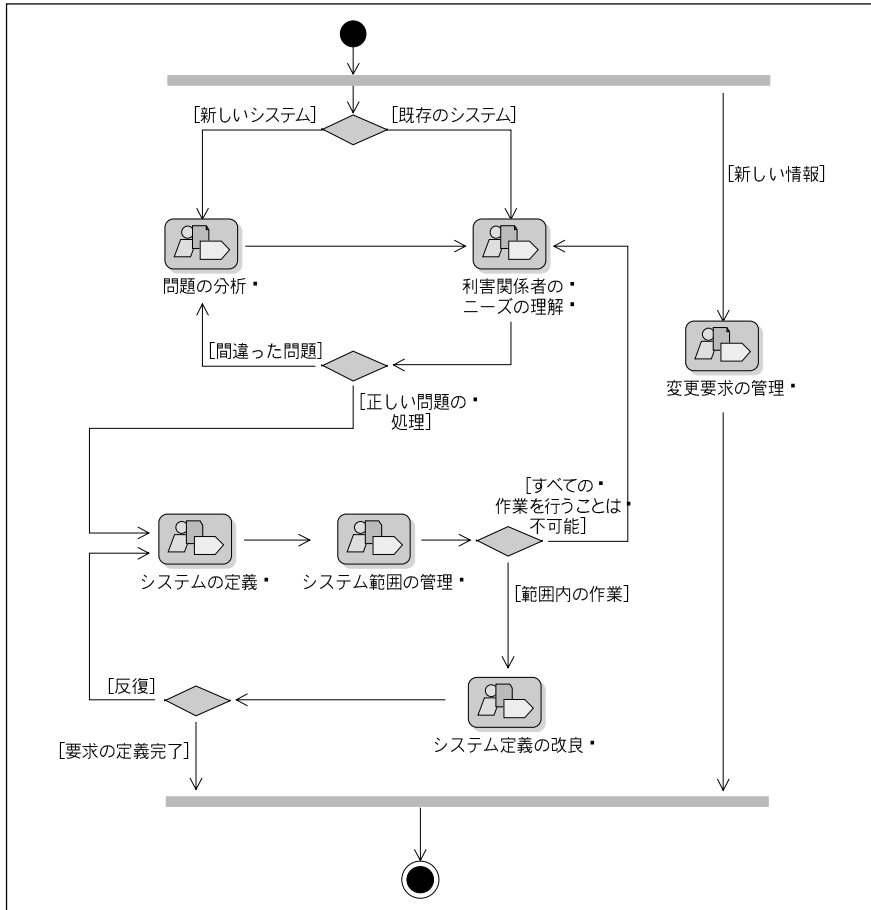 [新しいシステム]
[既存のシステム]
[新しい情報]
問題の分析
利害関係者の
ニーズの理解
[間違った問題]
変更要求の管理
[正しい問題の
処理]
[すべての
作業を行うことは
不可能]
システムの定義
システム範囲の管理
[範囲内の作業]
[反復]
システム定義の改良
[要求の定義完了]